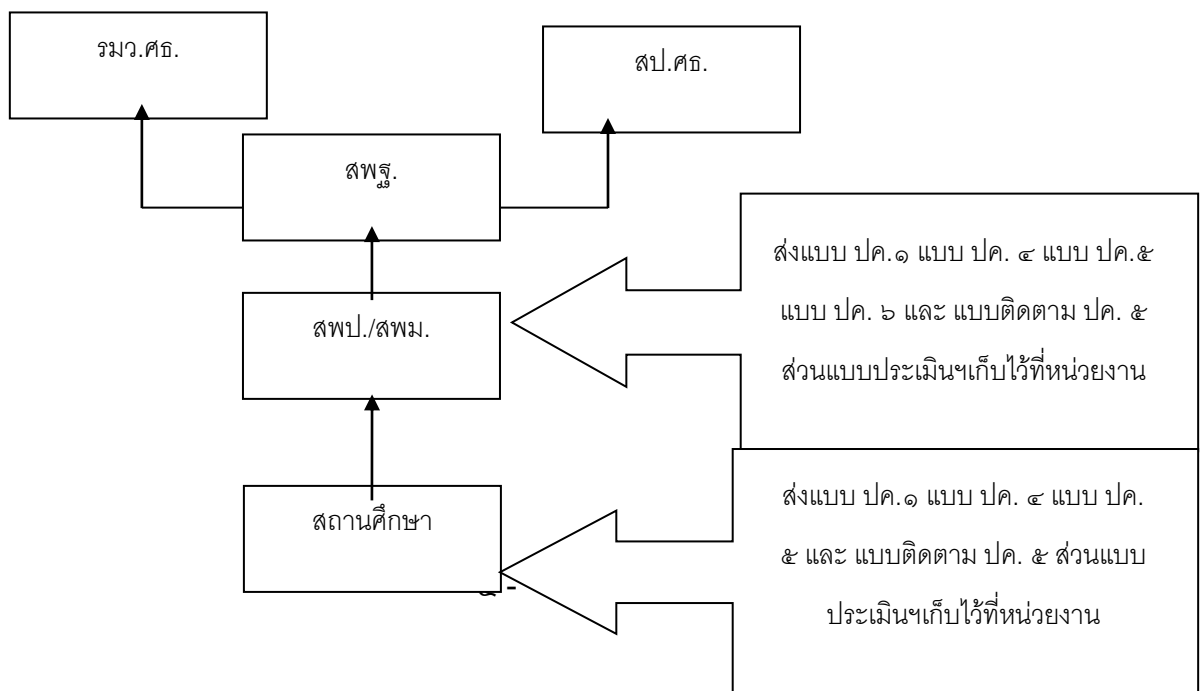 รมว.ศธ.
สป.ศธ.
สพฐ.
ส่งแบบ ปค.๑ แบบ ปค. ๔ แบบ ปค.๕
แบบ ปค. ๖ และ แบบติดตาม ปค. ๕
ส่วนแบบประเมินฯเก็บไว้ที่หน่วยงาน
สพป./สพม.
ส่งแบบ ปค.๑ แบบ ปค. ๔ แบบ ปค.
๕ และ แบบติดตาม ปค. ๕ ส่วนแบบ
ประเมินฯเก็บไว้ที่หน่วยงาน
สถานศึกษา